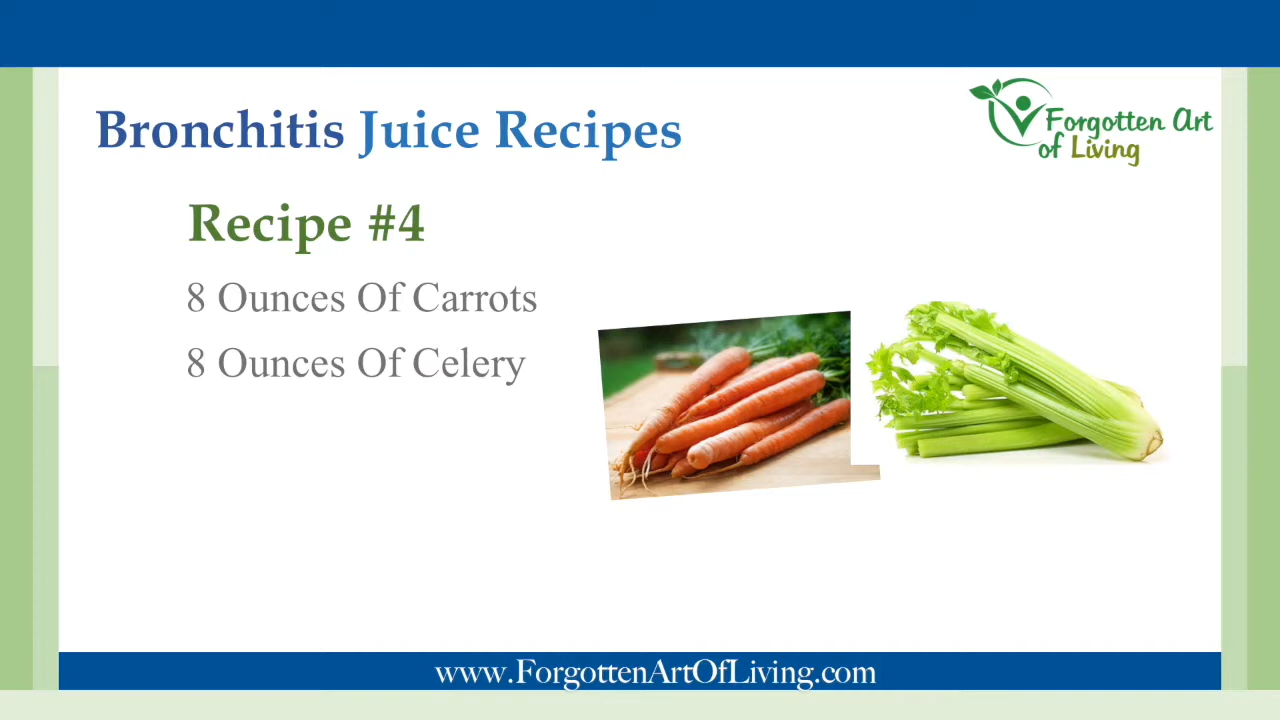 Bronchitis Juice Recipes
Forgotten Art
of Living
Recipe #4
8 Ounces Of Carrots
8 Ounces Of Celery
www.ForgottenArtOfLiving.com